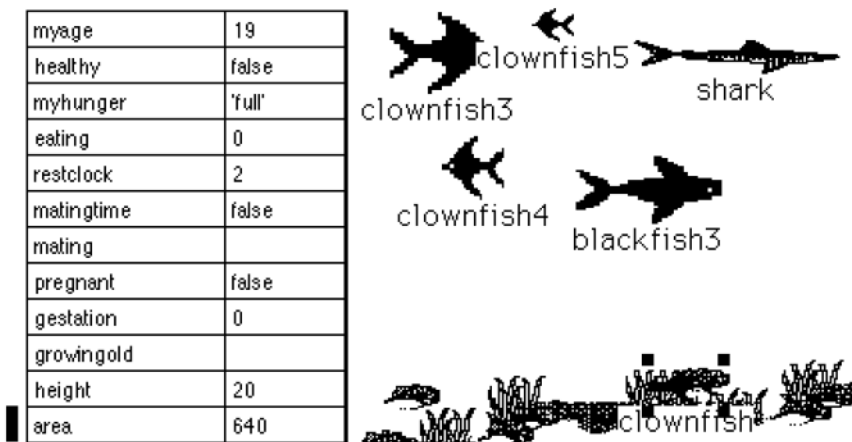 myage 19
healthy false
myhunger 'full'
eating 0
restclock 2
matingtime false
mating
pregnant false
gestation 0
growingold
height 20
area 640
clownfish5
shark
clownfish3
clownfish4
blackfish3
clownfish